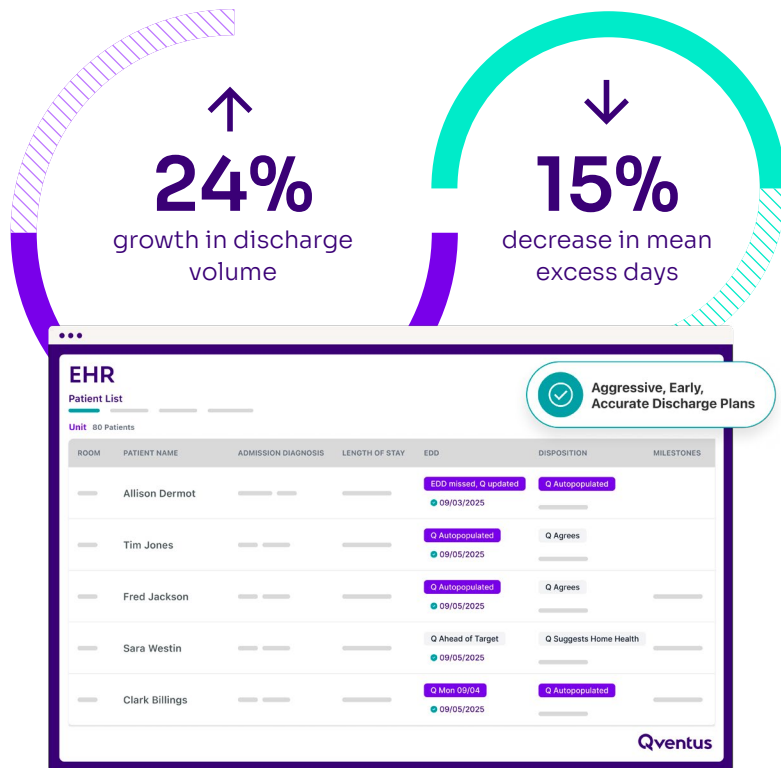 24%
growth in discharge
volume
15%
decrease in mean
excess days
EHR
Patient List
Unit 80 Patients
Aggressive, Early,
Accurate Discharge Plans
ROOM PATIENT NAME ADMISSION DIAGNOSIS LENGTH OF STAY EDD DISPOSITION MILESTONES
Allison Dermot EDD missed, Q updated Q Autopopulated
09/03/2025
Tim Jones Q Autopopulated Q Agrees
09/05/2025
Fred Jackson Q Autopopulated Q Agrees
09/05/2025
Sara Westin Q Ahead of Target Q Suggests Home Health
09/05/2025
Clark Billings Q Mon 09/04 Q Autopopulated
09/05/2025
Qventus